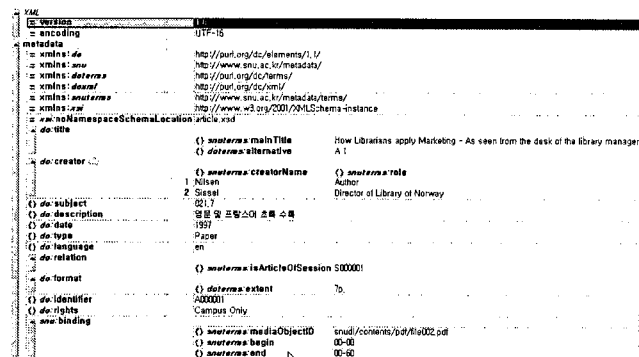 XML
= version 1.0
= encoding UTF-16
metadata
= xmlns:dc http://purl.org/dc/elements/1.1/
= xmlns:snu http://www.snu.ac.kr/metadata/
= xmlns:dcterms http://purl.org/dc/terms/
= xmlns:dcxml http://purl.org/dc/xml/
= xmlns:snuterms http://www.snu.ac.kr/metadata/terms/
= xmlns:xsi http://www.w3.org/2001/XMLSchema-instance
= xsi:noNamespaceSchemaLocation article.xsd
dc:title
() snuterms:mainTitle How Librarians apply Marketing - As seen from the desk of the library manager
() dcterms:alternative A I
dc:creator
() snuterms:creatorName () snuterms:role
1 Nilsen Author
2 Sissel Director of Library of Norway
() dc:subject 021.7
() dc:description 영문 및 프랑스어 초록 수록
() dc:date 1997
() dc:type Paper
() dc:language en
dc:relation
() snuterms:isArticleOfSession S000001
dc:format
() dcterms:extent 7p.
() dc:identifier A000001
() dc:rights Campus Only
snu:binding
() snuterms:mediaObjectID snudl/contents/pdf/file002.pdf
() snuterms:begin 00-00
() snuterms:end 00-60